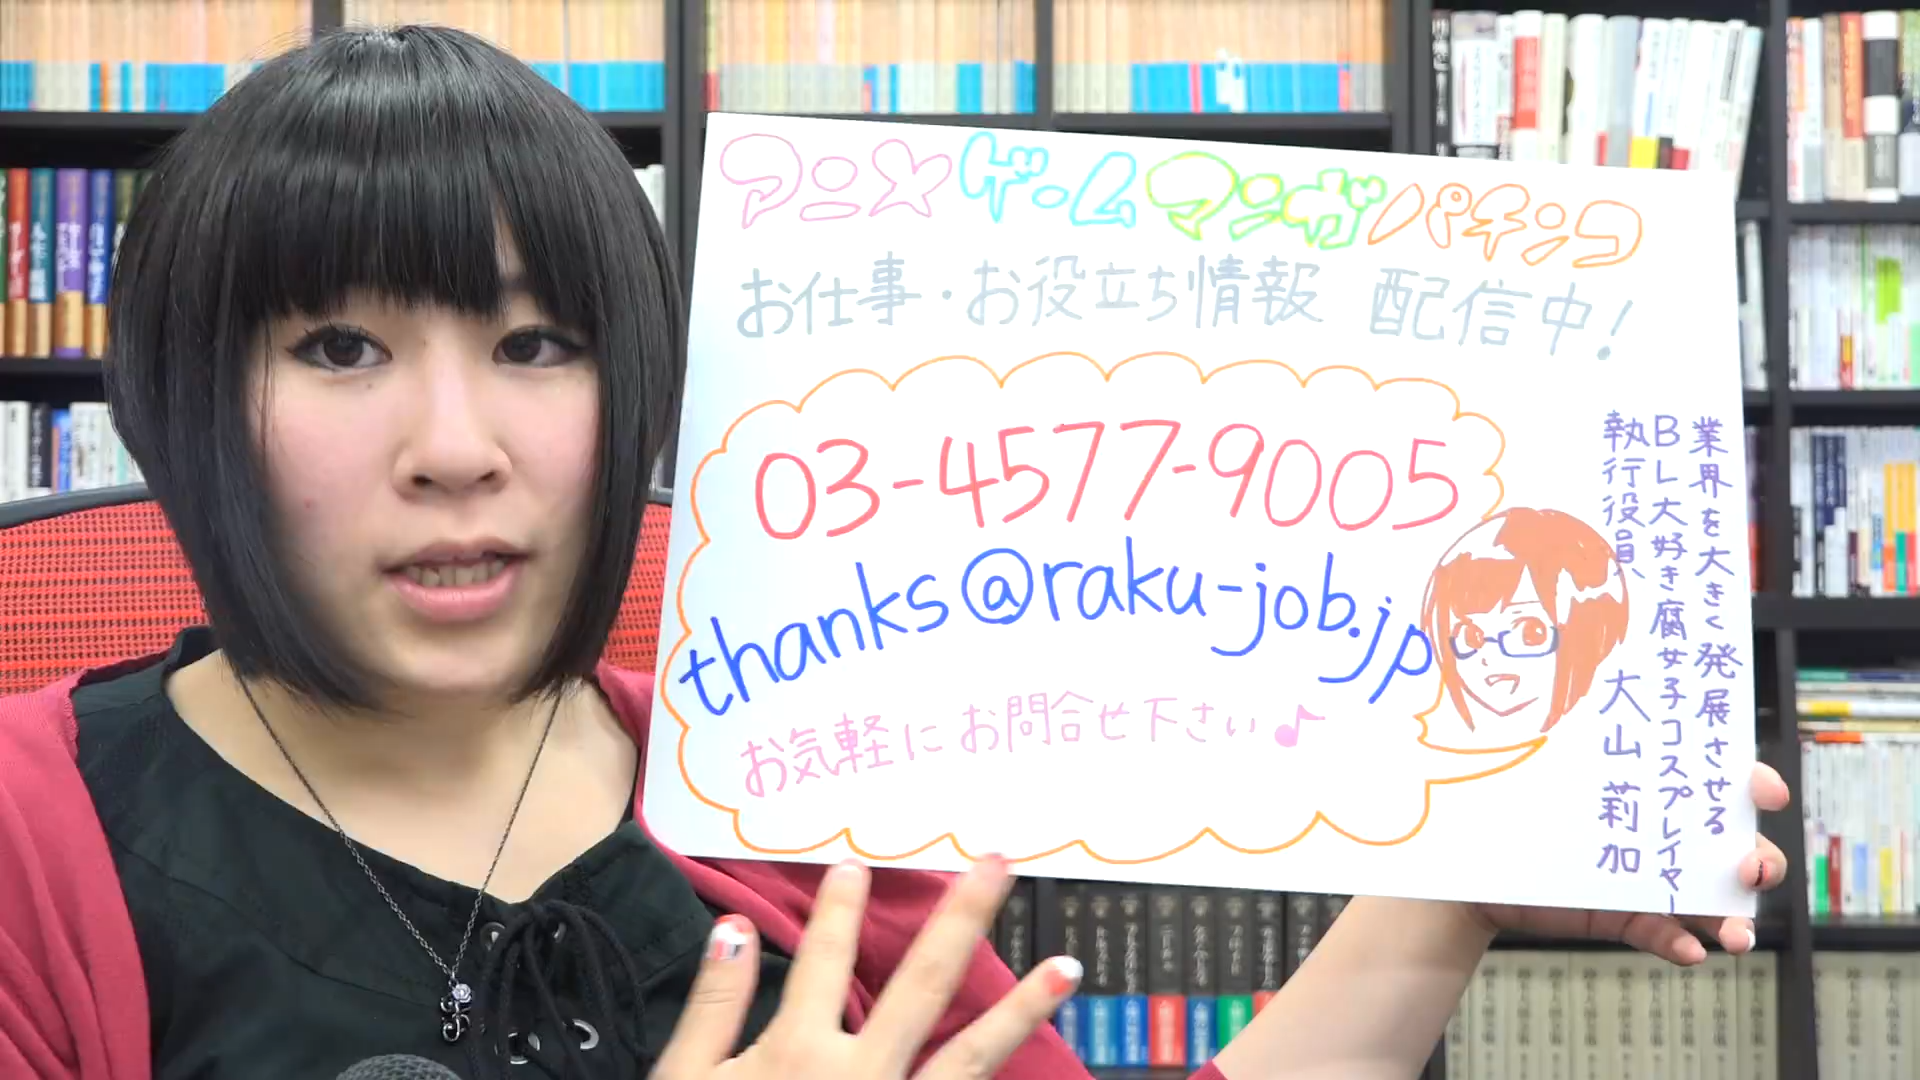 アニメゲームマンガパチンコ
お仕事・お役立ち情報 配信中!
03-4577-9005
thanks@raku-job.jp
お気軽にお問合せ下さい♪
業界を大きく発展させる
BL大好き腐女子コスプレイヤー
執行役員 大山莉加